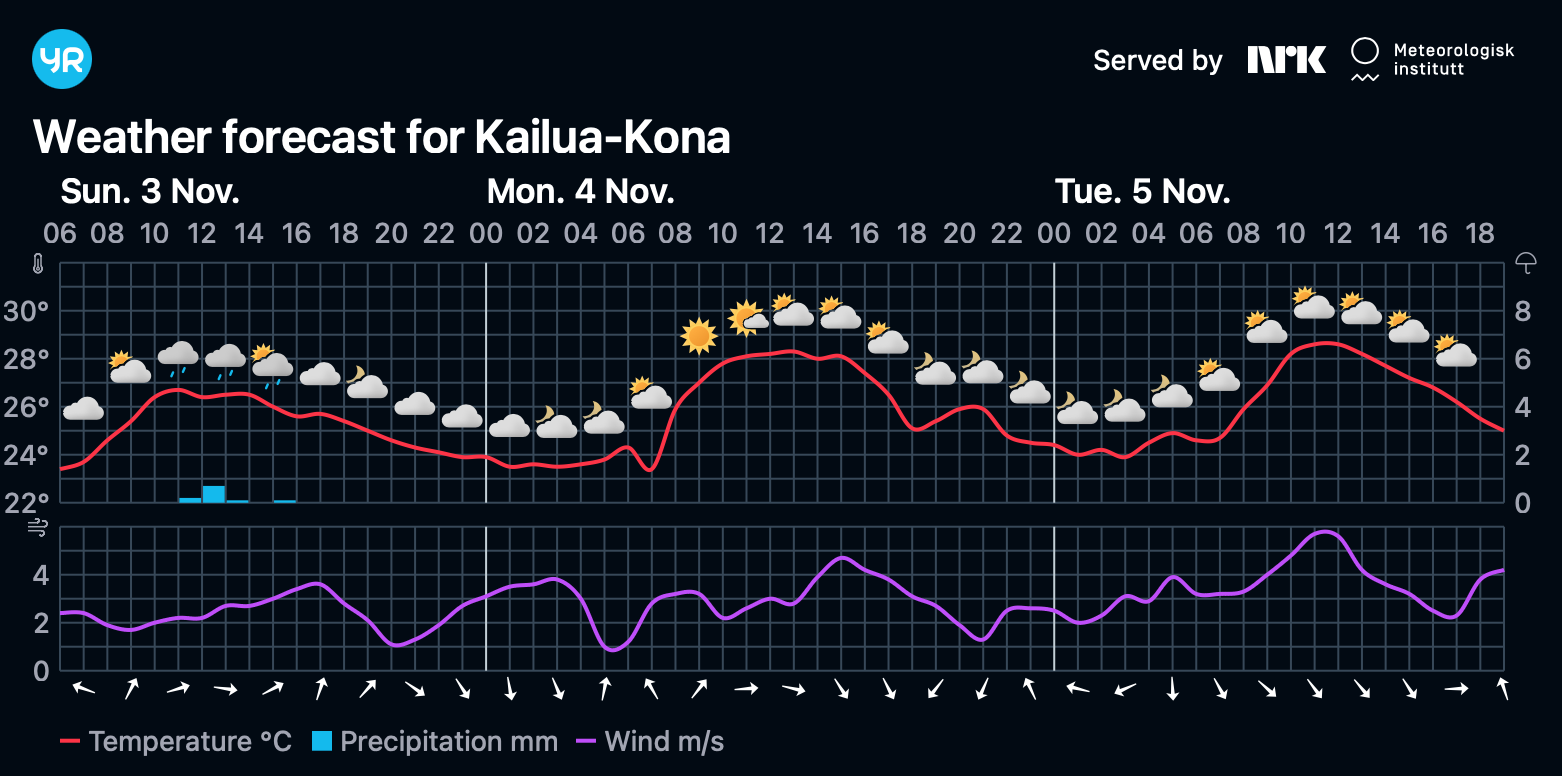 YR
Served by NRK Meteorologisk
institutt
Weather forecast for Kailua-Kona
Sun. 3 Nov. Mon. 4 Nov. Tue. 5 Nov.
06 08 10 12 14 16 18 20 22 00 02 04 06 08 10 12 14 16 18 20 22 00 02 04 06 08 10 12 14 16 18
30° 8
28° 6
26° 4
24° 2
22° 0
4
2
0
Temperature °C Precipitation mm Wind m/s